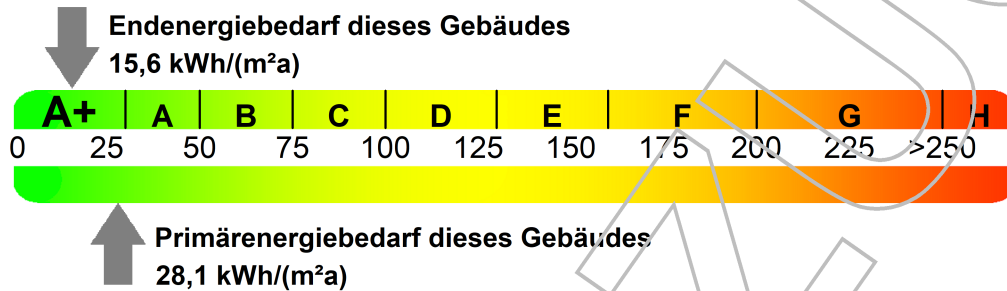 Endenergiebedarf dieses Gebäudes
15,6 kWh/(m²a)
A+ A B C D E F G H
0 25 50 75 100 125 150 175 200 225 >250
Primärenergiebedarf dieses Gebäudes
28,1 kWh/(m²a)